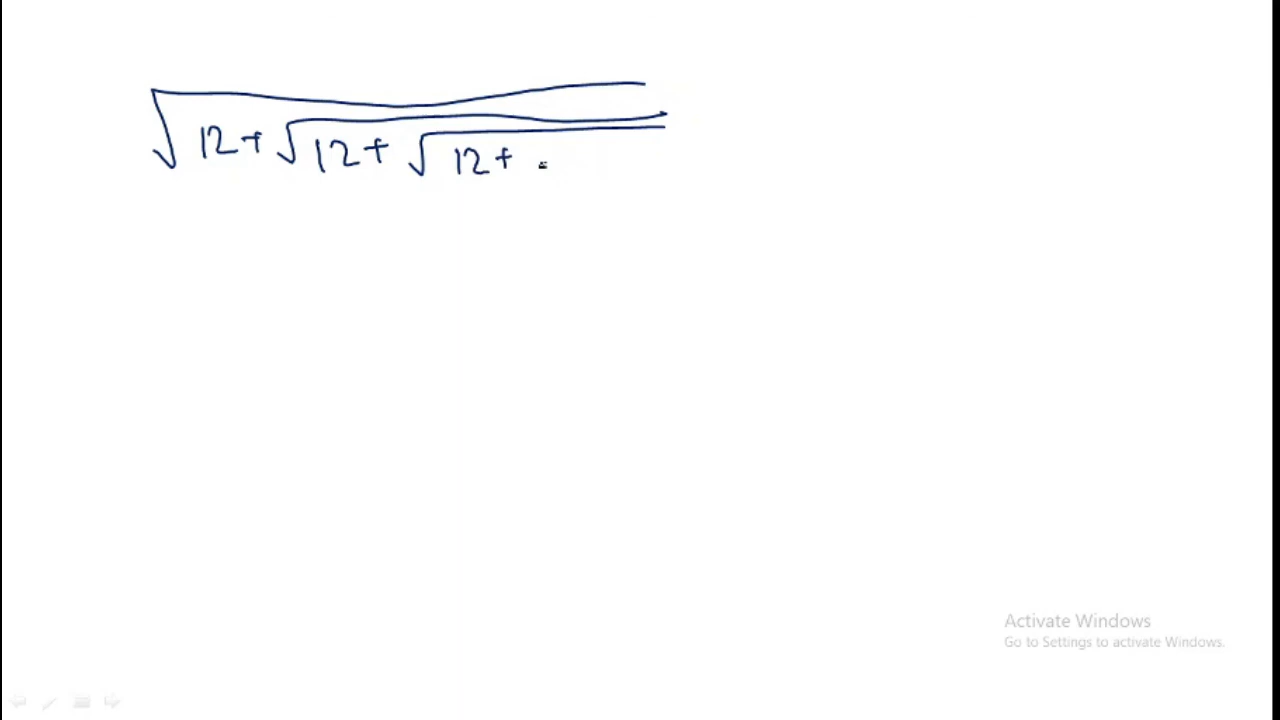 √12+√12+√12+
Activate Windows
Go to Settings to activate Windows.